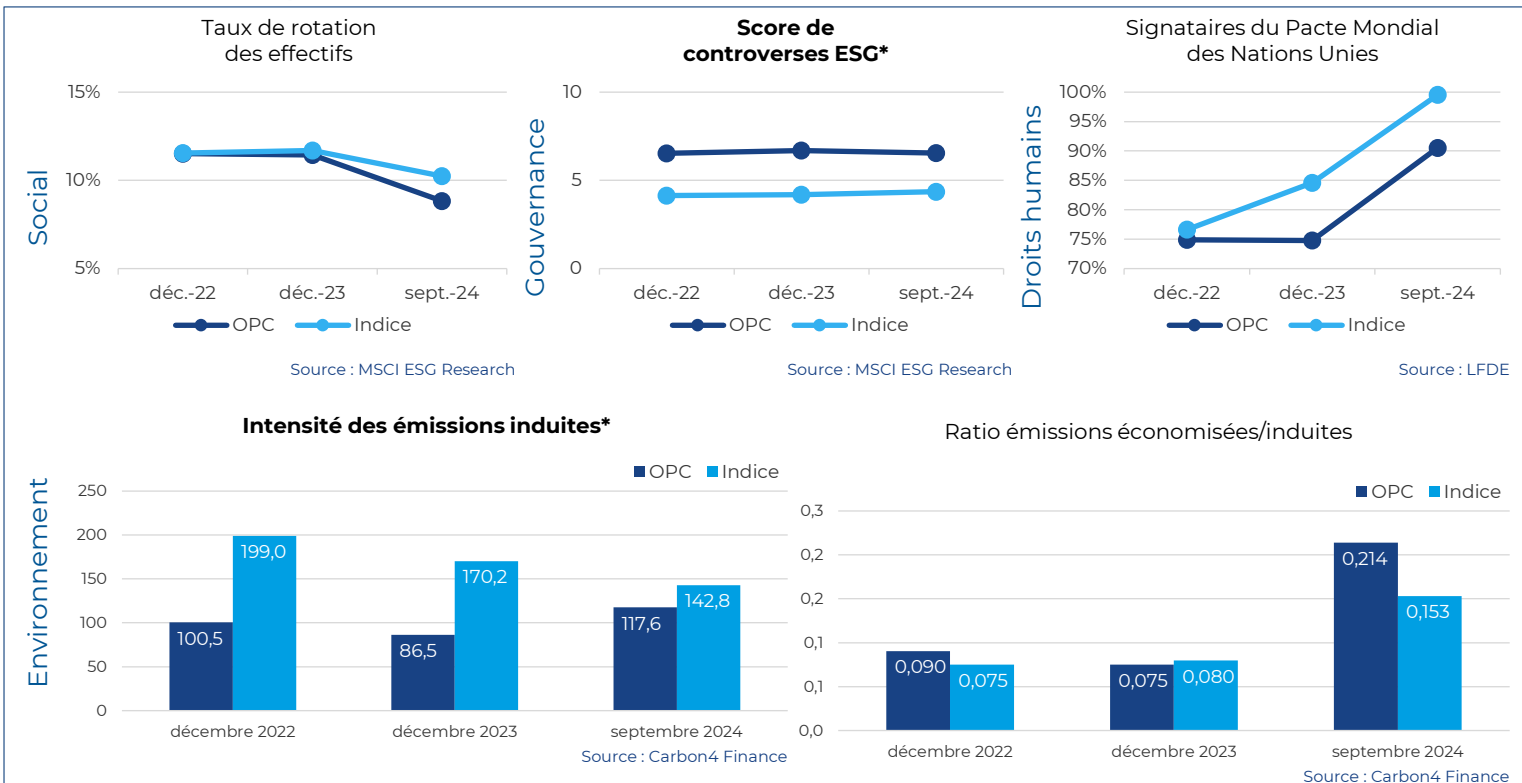 Taux de rotation
des effectifs
15%
10%
5%
Social
déc.-22 déc.-23 sept.-24
OPC Indice
Source : MSCI ESG Research
Score de
controverses ESG*
10
5
0
Gouvernance
déc.-22 déc.-23 sept.-24
OPC Indice
Source : MSCI ESG Research
Signataires du Pacte Mondial
des Nations Unies
100%
95%
90%
85%
80%
75%
70%
Droits humains
déc.-22 déc.-23 sept.-24
OPC Indice
Source : LFDE
Intensité des émissions induites*
OPC Indice
Environnement
250
200
150
100
50
0
100,5 199,0
86,5 170,2
117,6 142,8
décembre 2022 décembre 2023 septembre 2024
Source : Carbon4 Finance
Ratio émissions économisées/induites
OPC Indice
0,3
0,2
0,2
0,1
0,1
0,0
0,090 0,075
0,075 0,080
0,214 0,153
décembre 2022 décembre 2023 septembre 2024
Source : Carbon4 Finance